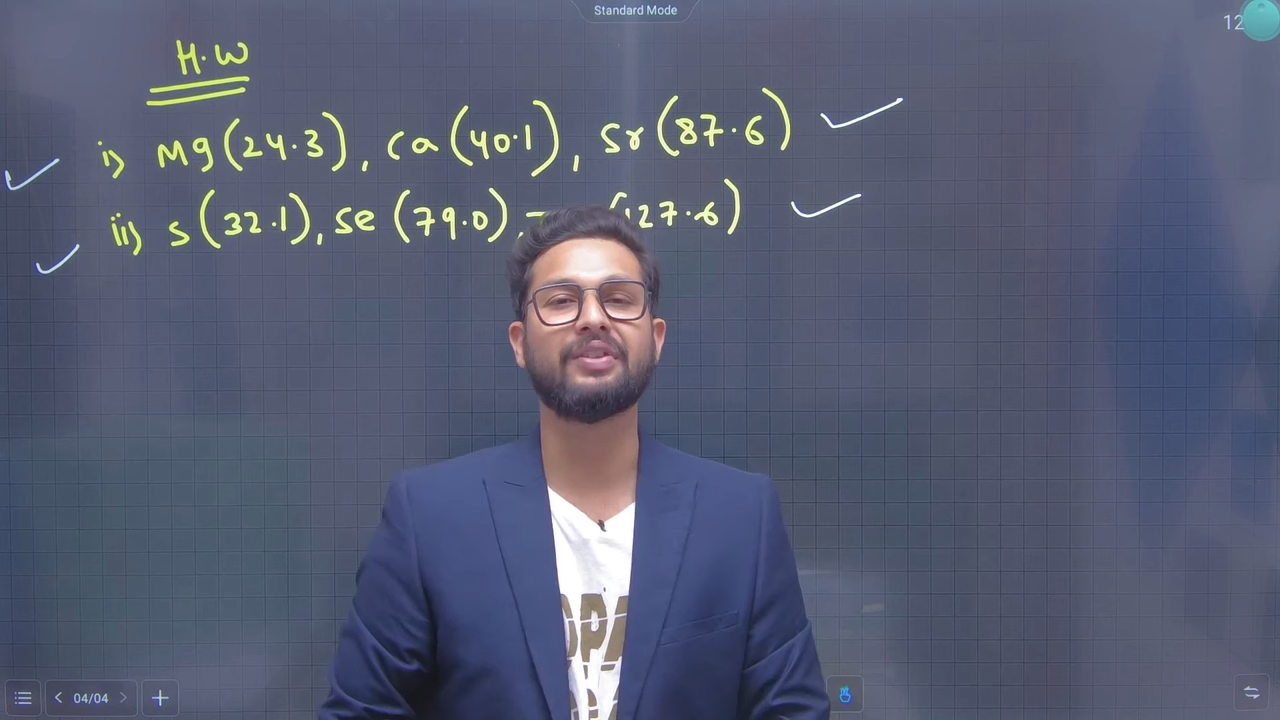 Standard Mode
12
H.W
i) Mg(24.3), Ca(40.1), Sr(87.6)
ii) S(32.1), Se(79.0), (127.6)
04/04